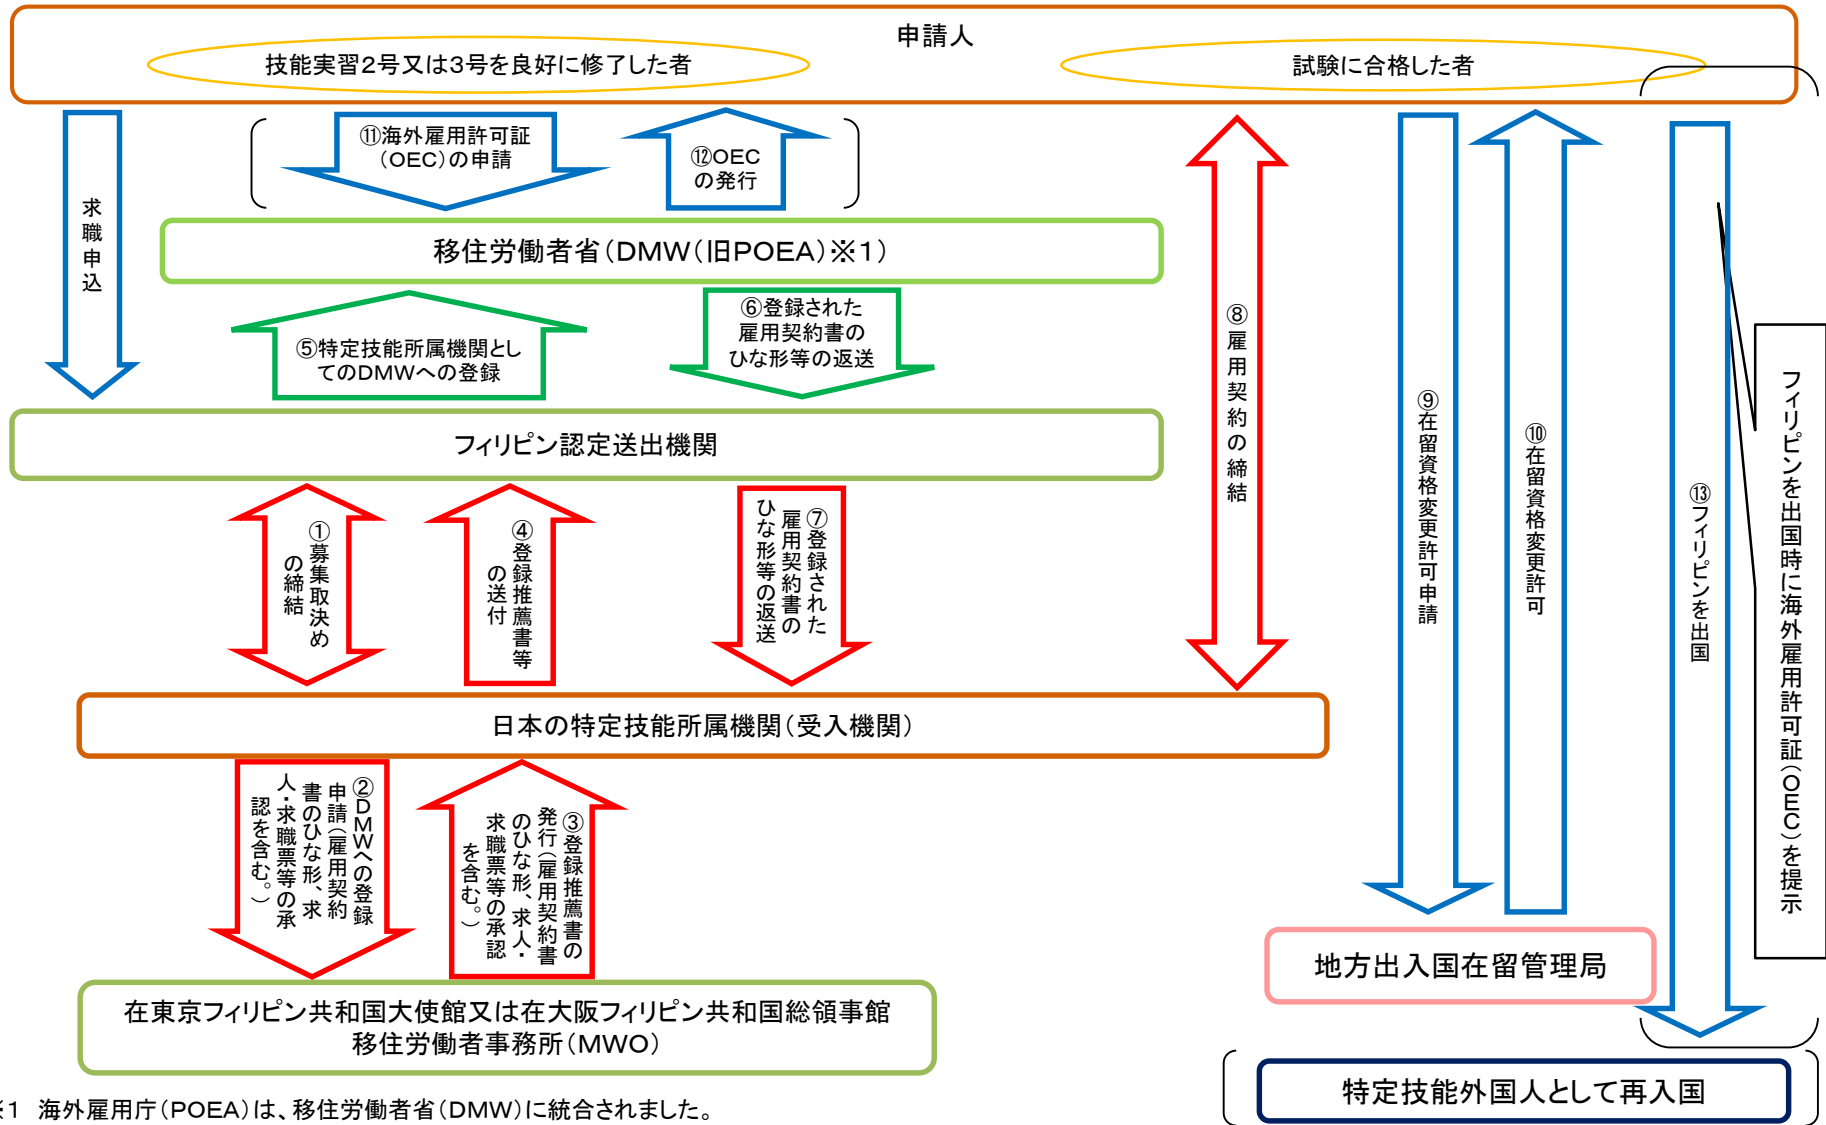 申請人
技能実習2号又は3号を良好に修了した者
試験に合格した者
求職申込
⑪海外雇用許可証
（OEC）の申請
⑫OEC
の発行
移住労働者省（DMW（旧POEA）※1）
⑤特定技能所属機関とし
てのDMWへの登録
⑥登録された
雇用契約書の
ひな形等の返送
フィリピン認定送出機関
①募集取決め
の締結
④登録推薦書等
の送付
⑦登録された
雇用契約書の
ひな形等の返送
⑧雇用契約の締結
⑨在留資格変更許可申請
⑩在留資格変更許可
⑬フィリピンを出国
フィリピンを出国時に海外雇用許可証（OEC）を提示
日本の特定技能所属機関（受入機関）
②DMWへの登録
申請（雇用契約
書のひな形、求
人・求職票等の承
認を含む。）
③登録推薦書の
発行（雇用契約書
のひな形、求人・
求職票等の承認
を含む。）
地方出入国在留管理局
在東京フィリピン共和国大使館又は在大阪フィリピン共和国総領事館
移住労働者事務所（MWO）
特定技能外国人として再入国
※1 海外雇用庁（POEA）は、移住労働者省（DMW）に統合されました。